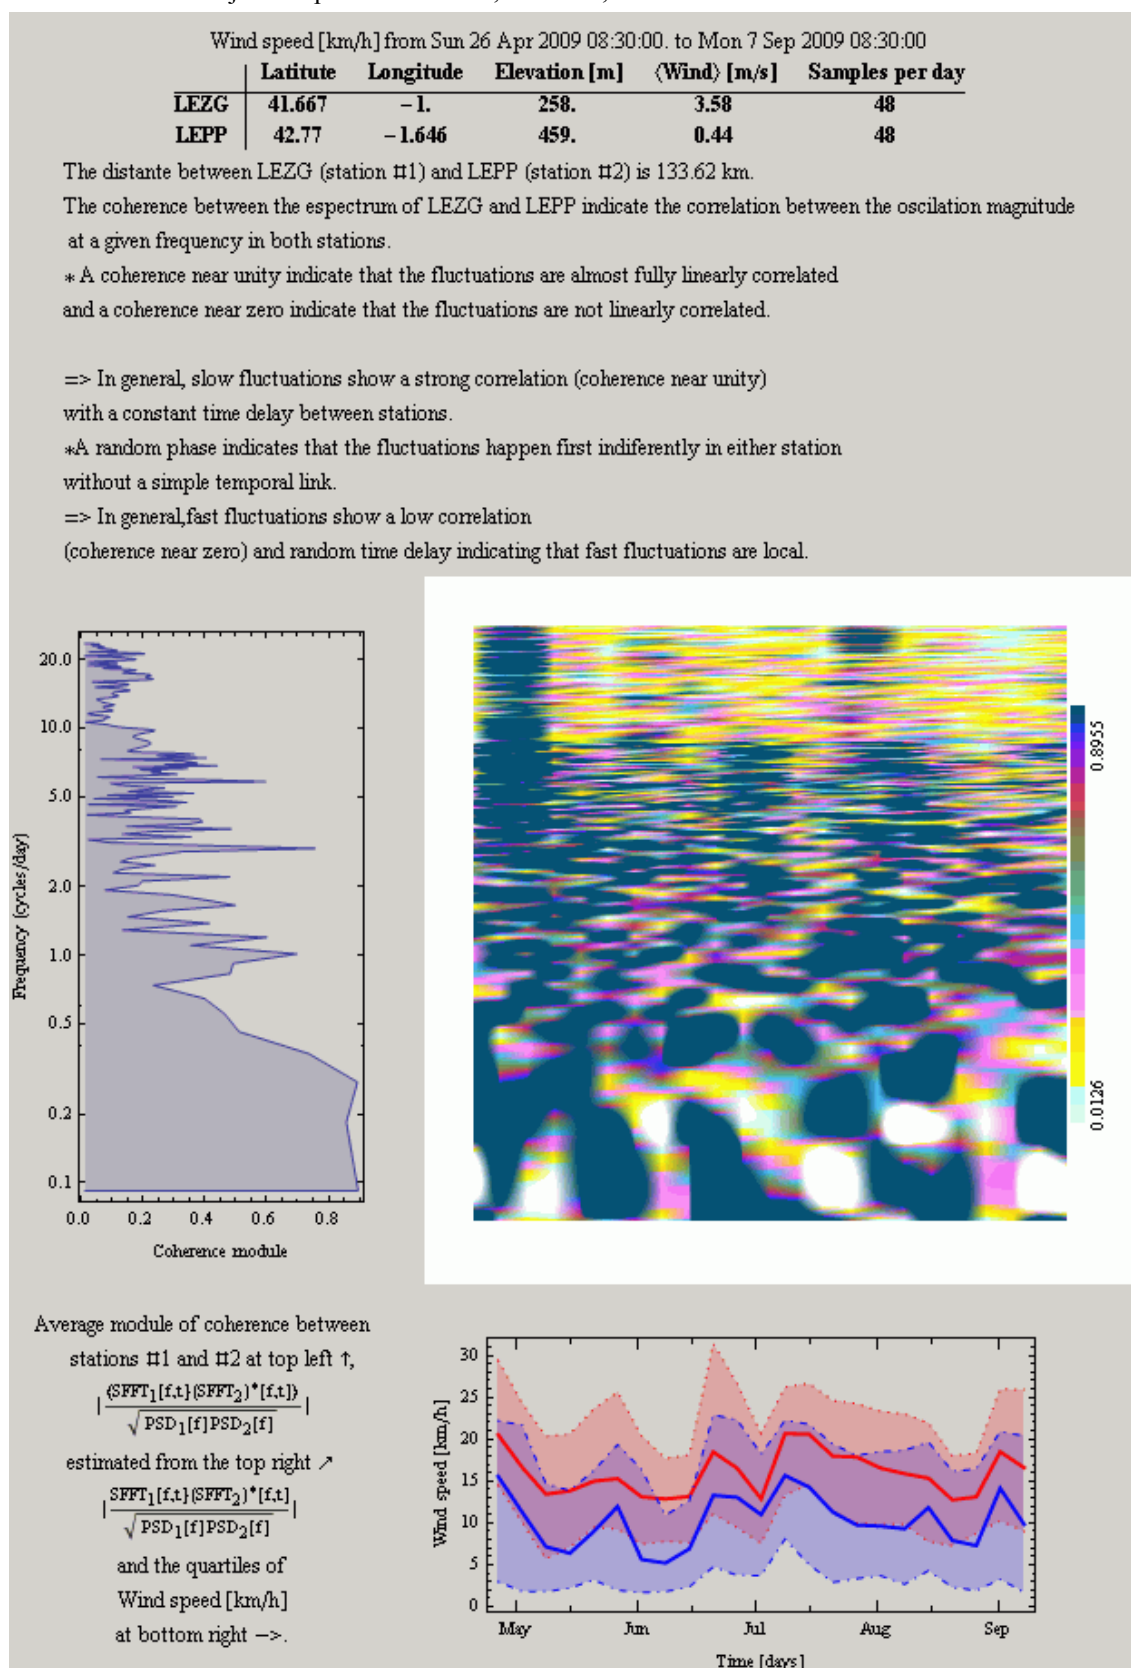 Wind speed [km/h] from Sun 26 Apr 2009 08:30:00. to Mon 7 Sep 2009 08:30:00
Latitute Longitude Elevation [m] ⟨Wind⟩ [m/s] Samples per day
LEZG 41.667 −1. 258. 3.58 48
LEPP 42.77 −1.646 459. 0.44 48
The distante between LEZG (station #1) and LEPP (station #2) is 133.62 km.
The coherence between the espectrum of LEZG and LEPP indicate the correlation between the oscilation magnitude
at a given frequency in both stations.
* A coherence near unity indicate that the fluctuations are almost fully linearly correlated
and a coherence near zero indicate that the fluctuations are not linearly correlated.
=> In general, slow fluctuations show a strong correlation (coherence near unity)
with a constant time delay between stations.
*A random phase indicates that the fluctuations happen first indiferently in either station
without a simple temporal link.
=> In general,fast fluctuations show a low correlation
(coherence near zero) and random time delay indicating that fast fluctuations are local.
20.0
10.0
5.0
2.0
1.0
0.5
0.2
0.1
Frequency (cycles/day)
0.0 0.2 0.4 0.6 0.8
Coherence module
0.8955
0.0126
Average module of coherence between
stations #1 and #2 at top left ↑,
|⟨SFFT1[f,t](SFFT2)*[f,t]⟩
√PSD1[f]PSD2[f]|
estimated from the top right ↗
|SFFT1[f,t](SFFT2)*[f,t]
√PSD1[f]PSD2[f]|
and the quartiles of
Wind speed [km/h]
at bottom right −>.
30
25
20
15
10
5
0
Wind speed [km/h]
May Jun Jul Aug Sep
Time [days]